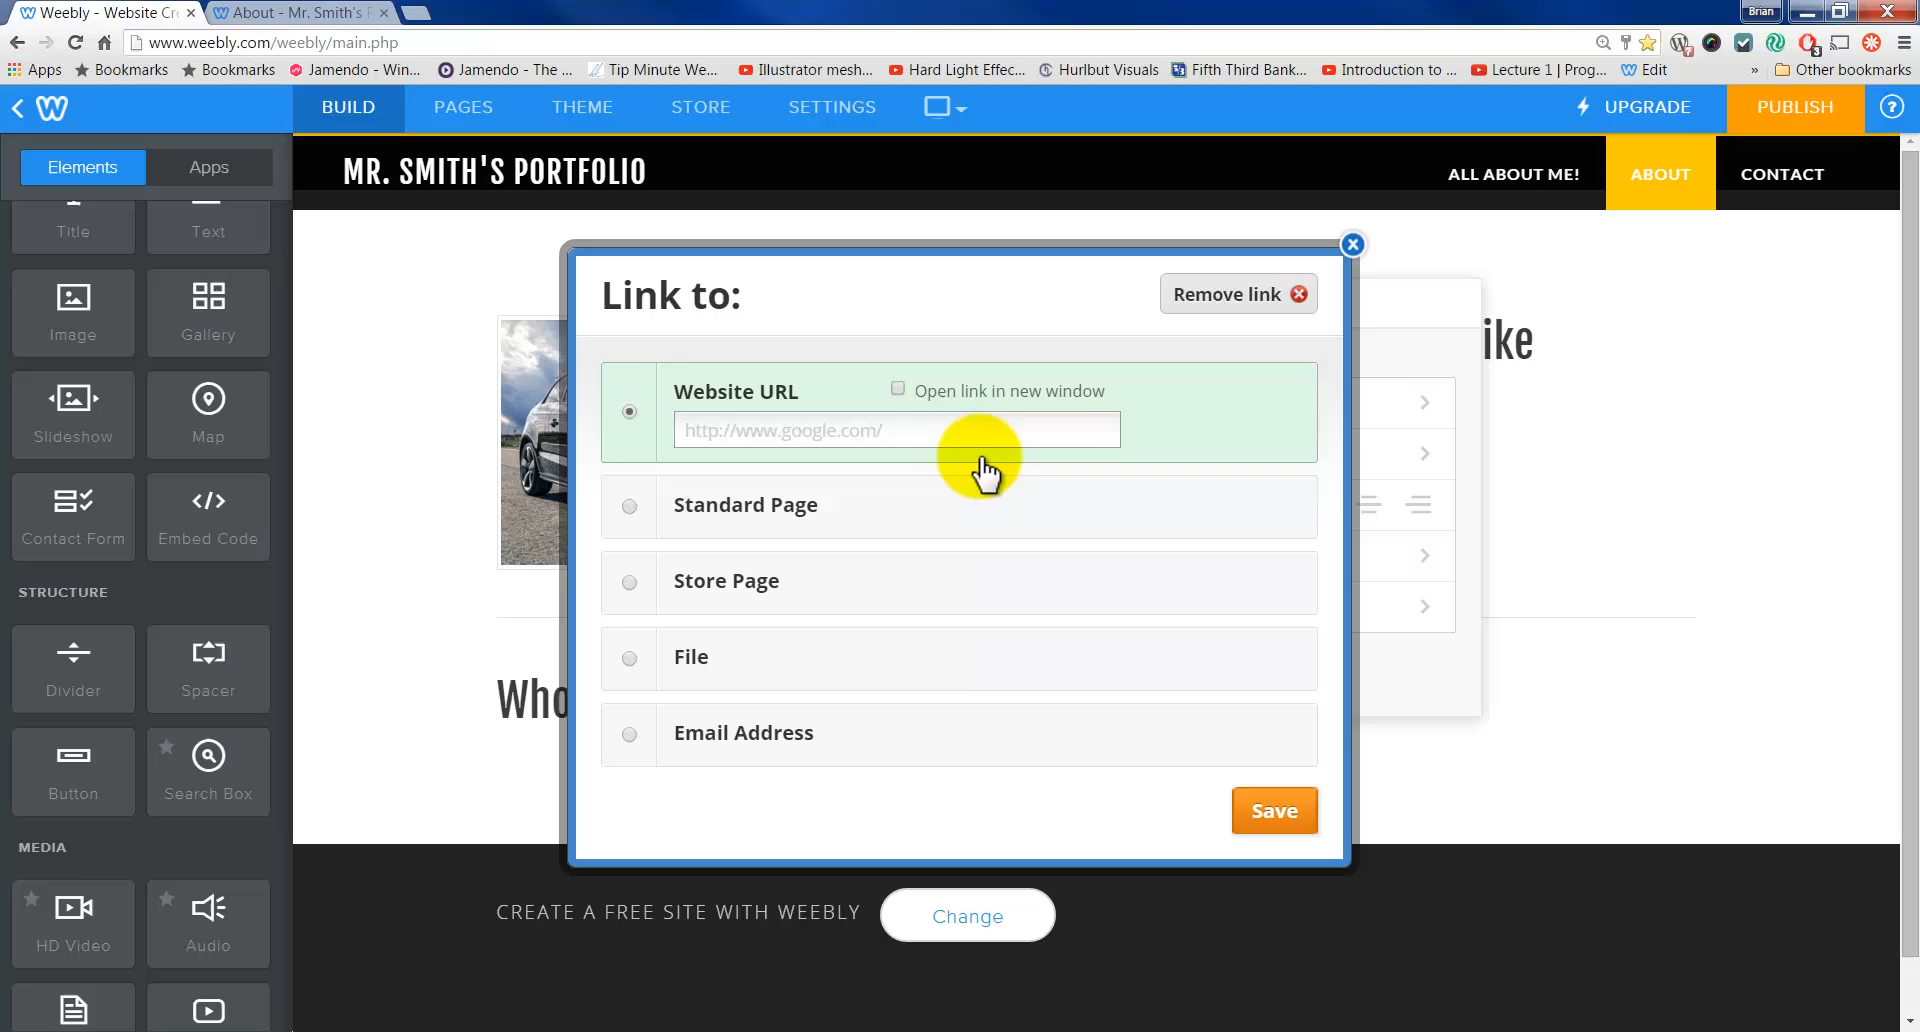 Weebly - Website Cre
About - Mr. Smith's P
Brian
www.weebly.com/weebly/main.php
Apps
Bookmarks
Bookmarks
Jamendo - Win...
Jamendo - The ...
Tip Minute We...
Illustrator mesh...
Hard Light Effec...
Hurlbut Visuals
Fifth Third Bank...
Introduction to ...
Lecture 1 | Prog...
Edit
»
Other bookmarks
BUILD
PAGES
THEME
STORE
SETTINGS
UPGRADE
PUBLISH
?
Elements
Apps
MR. SMITH'S PORTFOLIO
ALL ABOUT ME!
ABOUT
CONTACT
Title
Text
Image
Gallery
Slideshow
Map
Contact Form
Embed Code
STRUCTURE
Divider
Spacer
Button
Search Box
MEDIA
HD Video
Audio
Link to:
Remove link
Website URL
Open link in new window
http://www.google.com/
Standard Page
Store Page
File
Email Address
Save
ike
Who
CREATE A FREE SITE WITH WEEBLY
Change